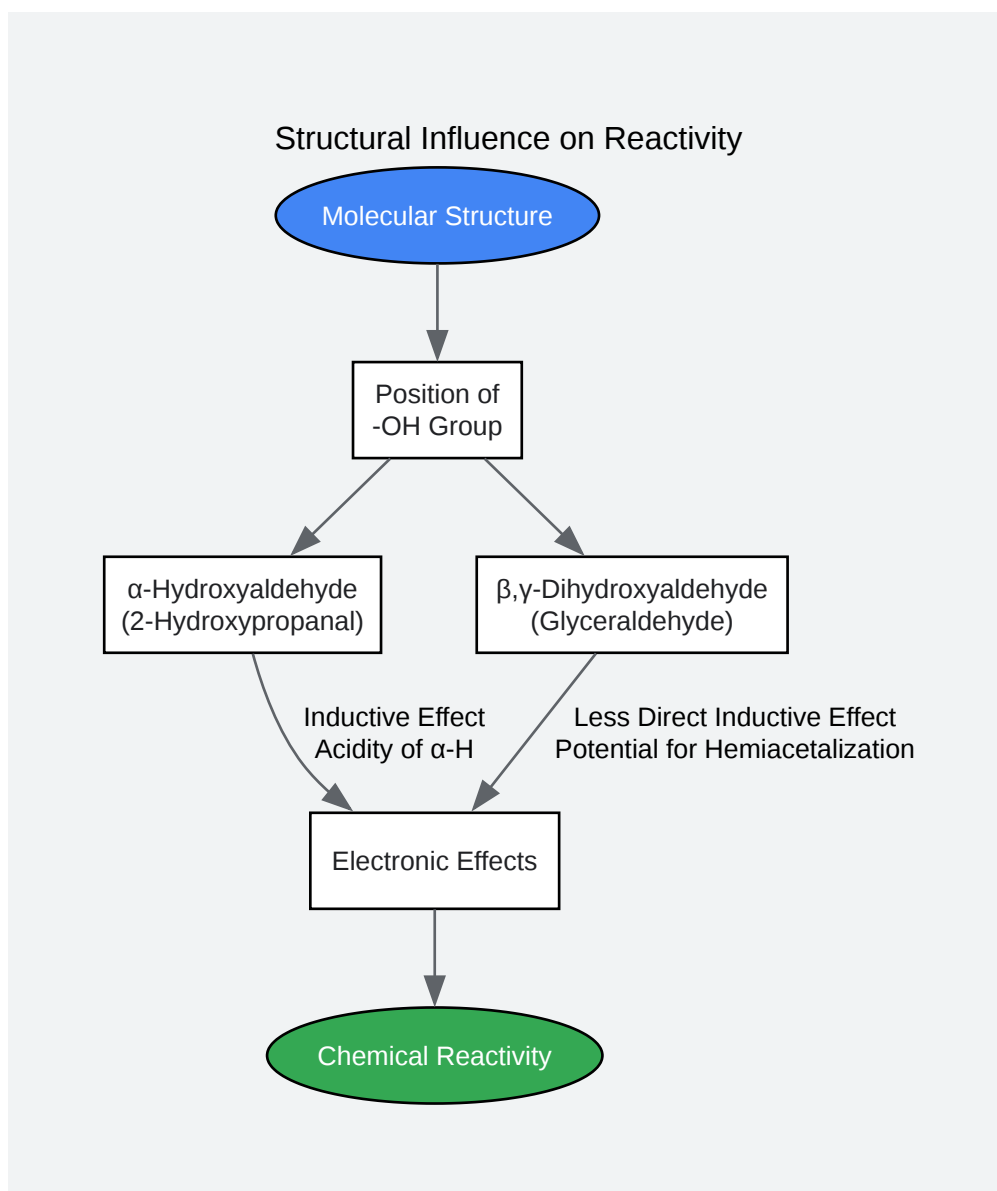 Structural Influence on Reactivity
Molecular Structure
Position of
-OH Group
α-Hydroxyaldehyde
(2-Hydroxypropanal)
β,γ-Dihydroxyaldehyde
(Glyceraldehyde)
Inductive Effect
Acidity of α-H
Less Direct Inductive Effect
Potential for Hemiacetalization
Electronic Effects
Chemical Reactivity